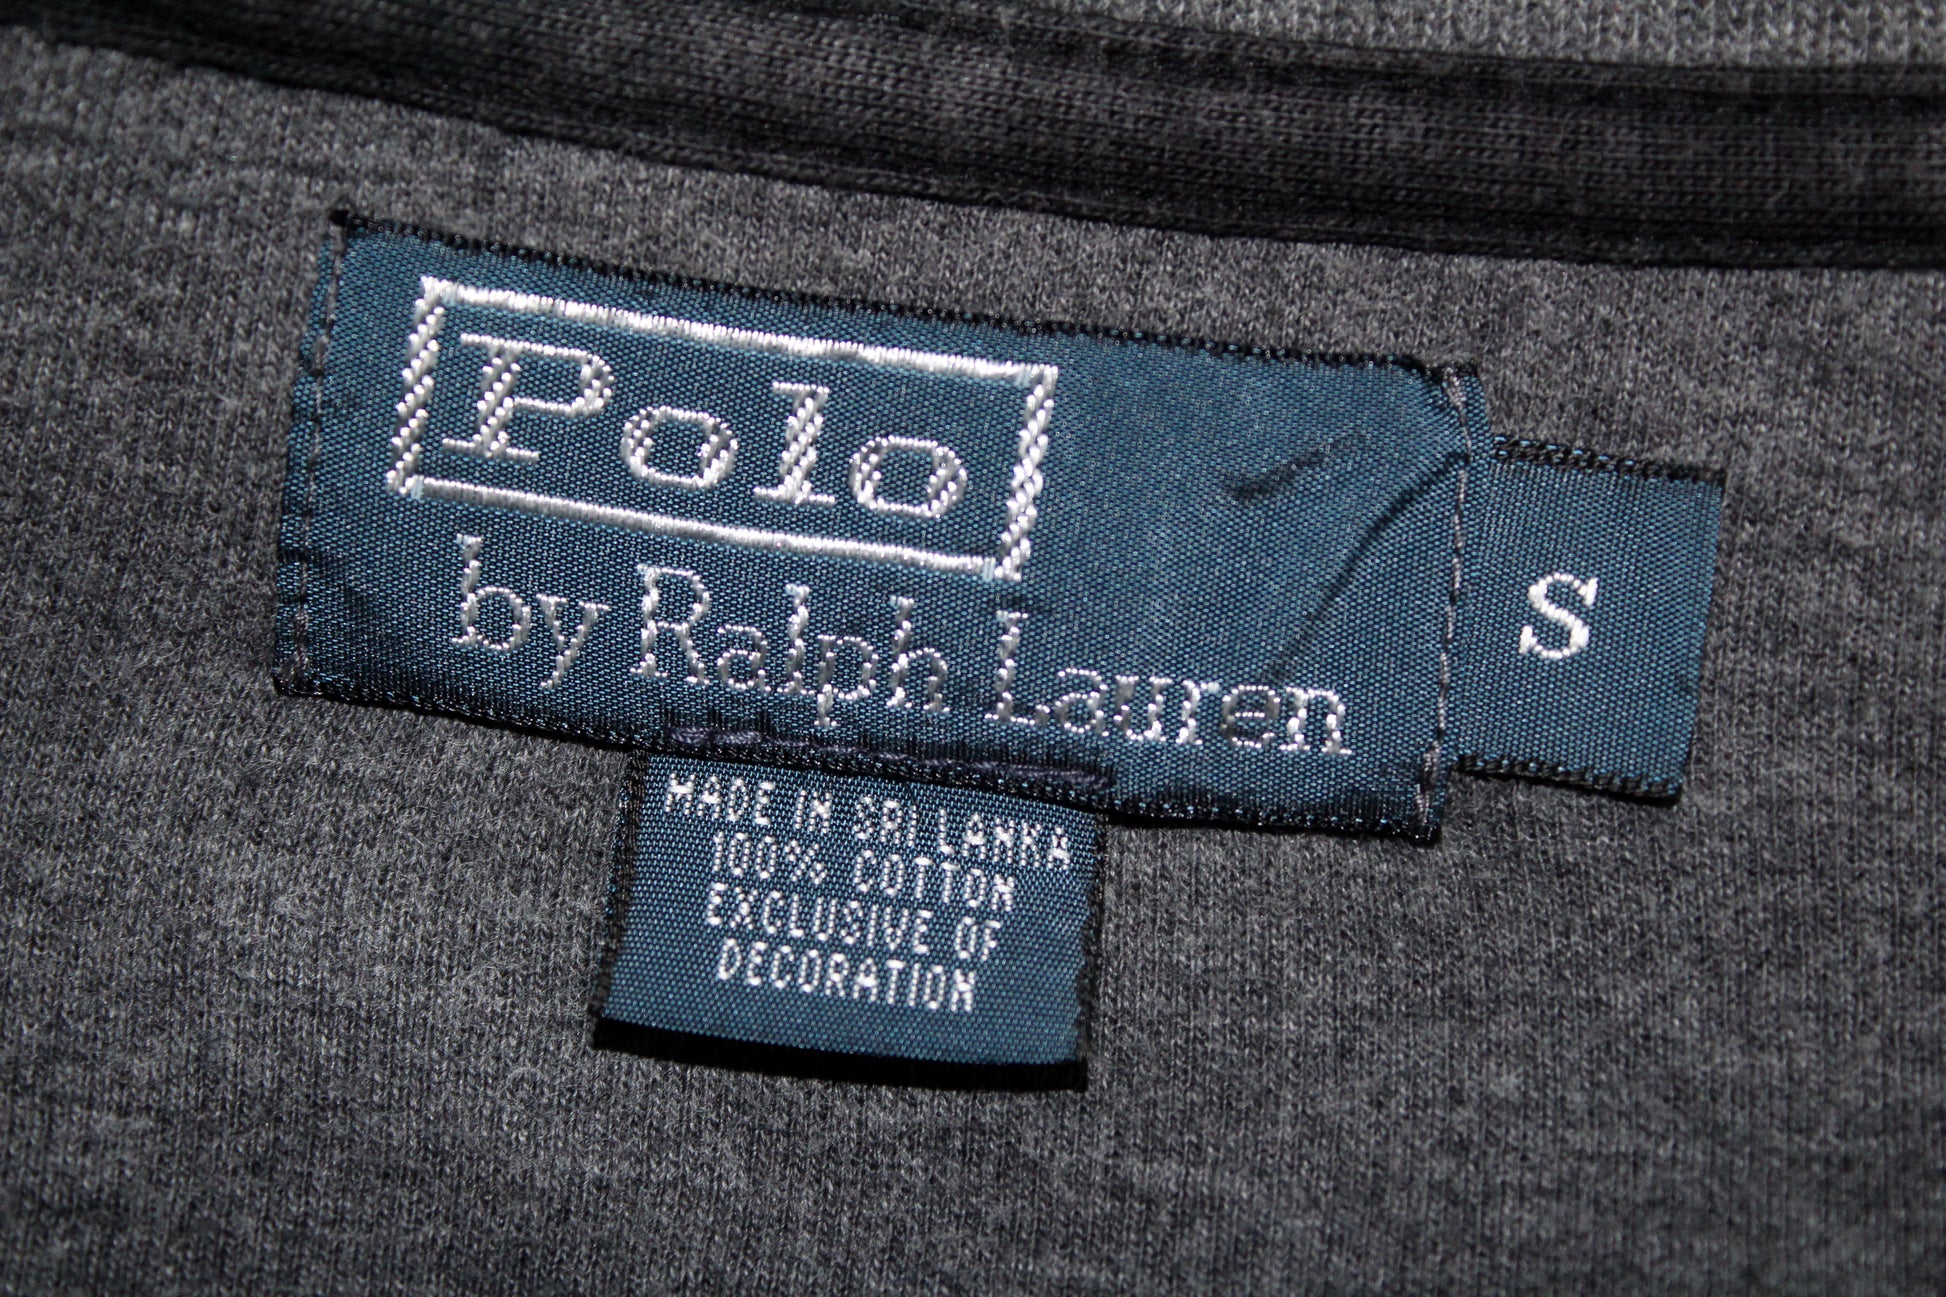 Polo
by Ralph Lauren
S
MADE IN SRI LANKA
100% COTTON
EXCLUSIVE OF
DECORATION